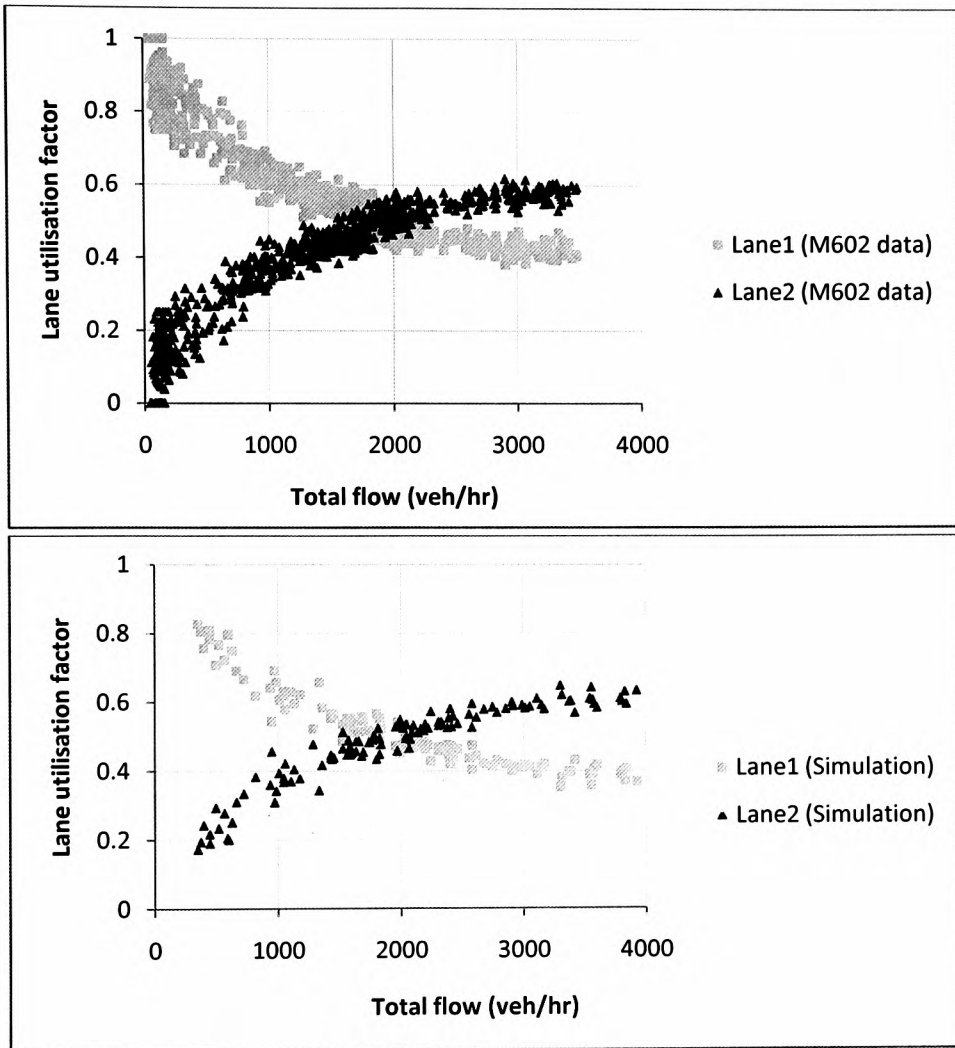 1
0.8
0.6
0.4
0.2
0
Lane utilisation factor
0 1000 2000 3000 4000
Total flow (veh/hr)
Lane1 (M602 data)
Lane2 (M602 data)
1
0.8
0.6
0.4
0.2
0
Lane utilisation factor
0 1000 2000 3000 4000
Total flow (veh/hr)
Lane1 (Simulation)
Lane2 (Simulation)